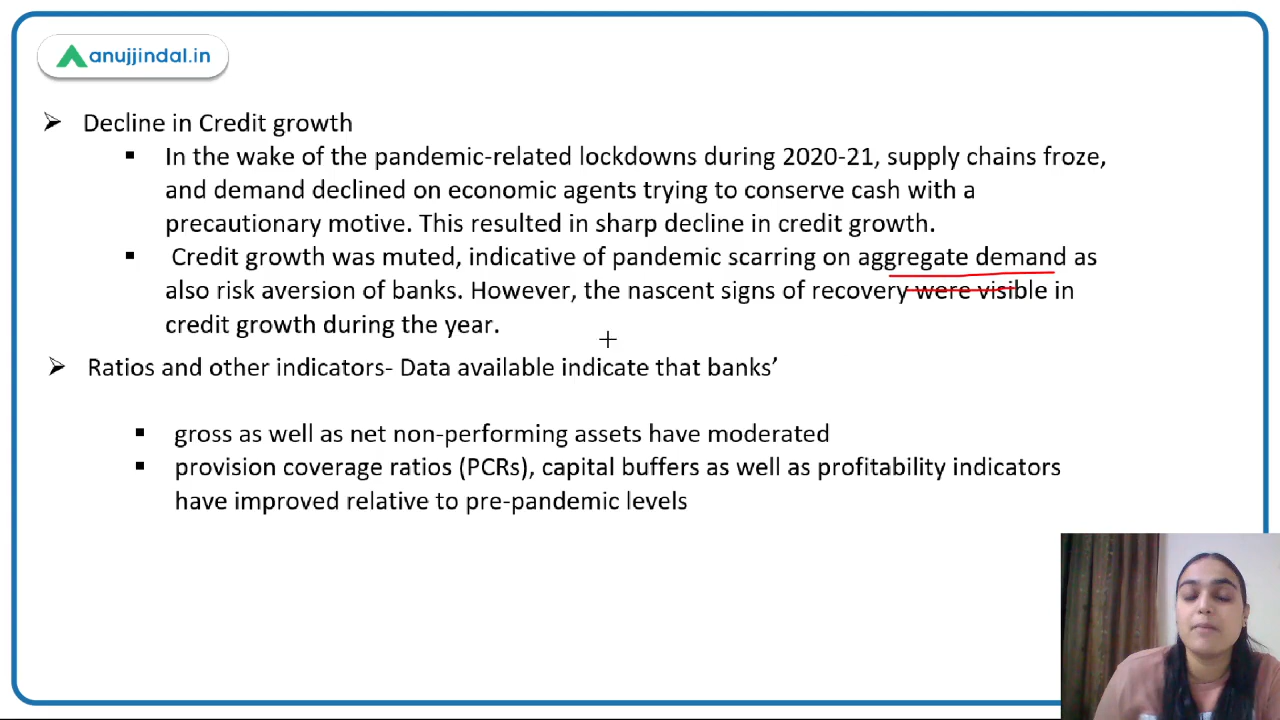 anujjindal.in
➢ Decline in Credit growth
▪ In the wake of the pandemic-related lockdowns during 2020-21, supply chains froze,
and demand declined on economic agents trying to conserve cash with a
precautionary motive. This resulted in sharp decline in credit growth.
▪ Credit growth was muted, indicative of pandemic scarring on aggregate demand as
also risk aversion of banks. However, the nascent signs of recovery were visible in
credit growth during the year.
➢ Ratios and other indicators- Data available indicate that banks’
▪ gross as well as net non-performing assets have moderated
▪ provision coverage ratios (PCRs), capital buffers as well as profitability indicators
have improved relative to pre-pandemic levels